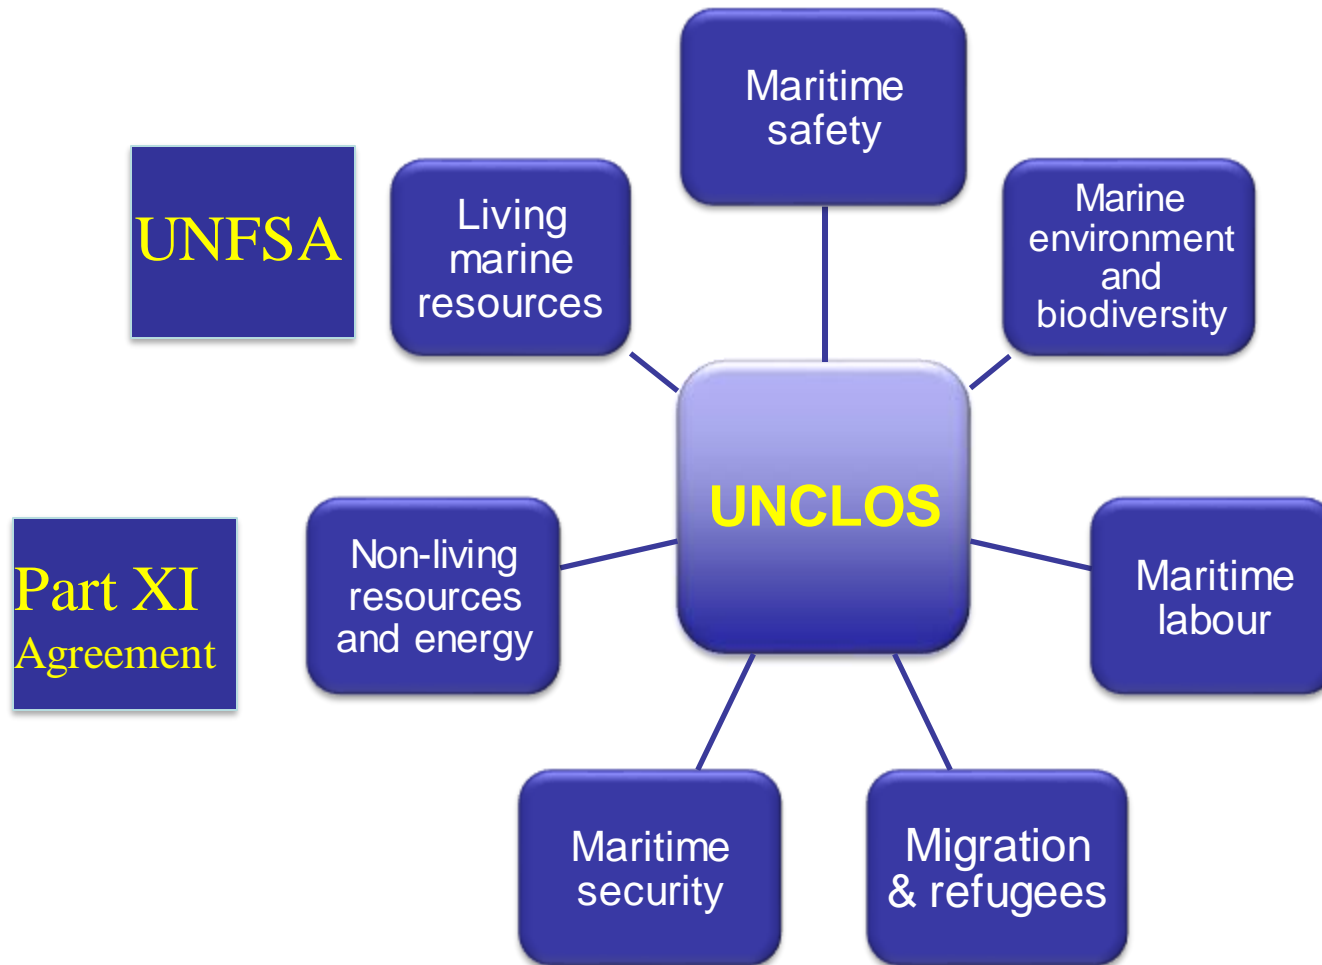 Maritime
safety
UNFSA
Living
marine
resources
Marine
environment
and
biodiversity
UNCLOS
Part XI
Agreement
Non-living
resources
and energy
Maritime
labour
Maritime
security
Migration
& refugees